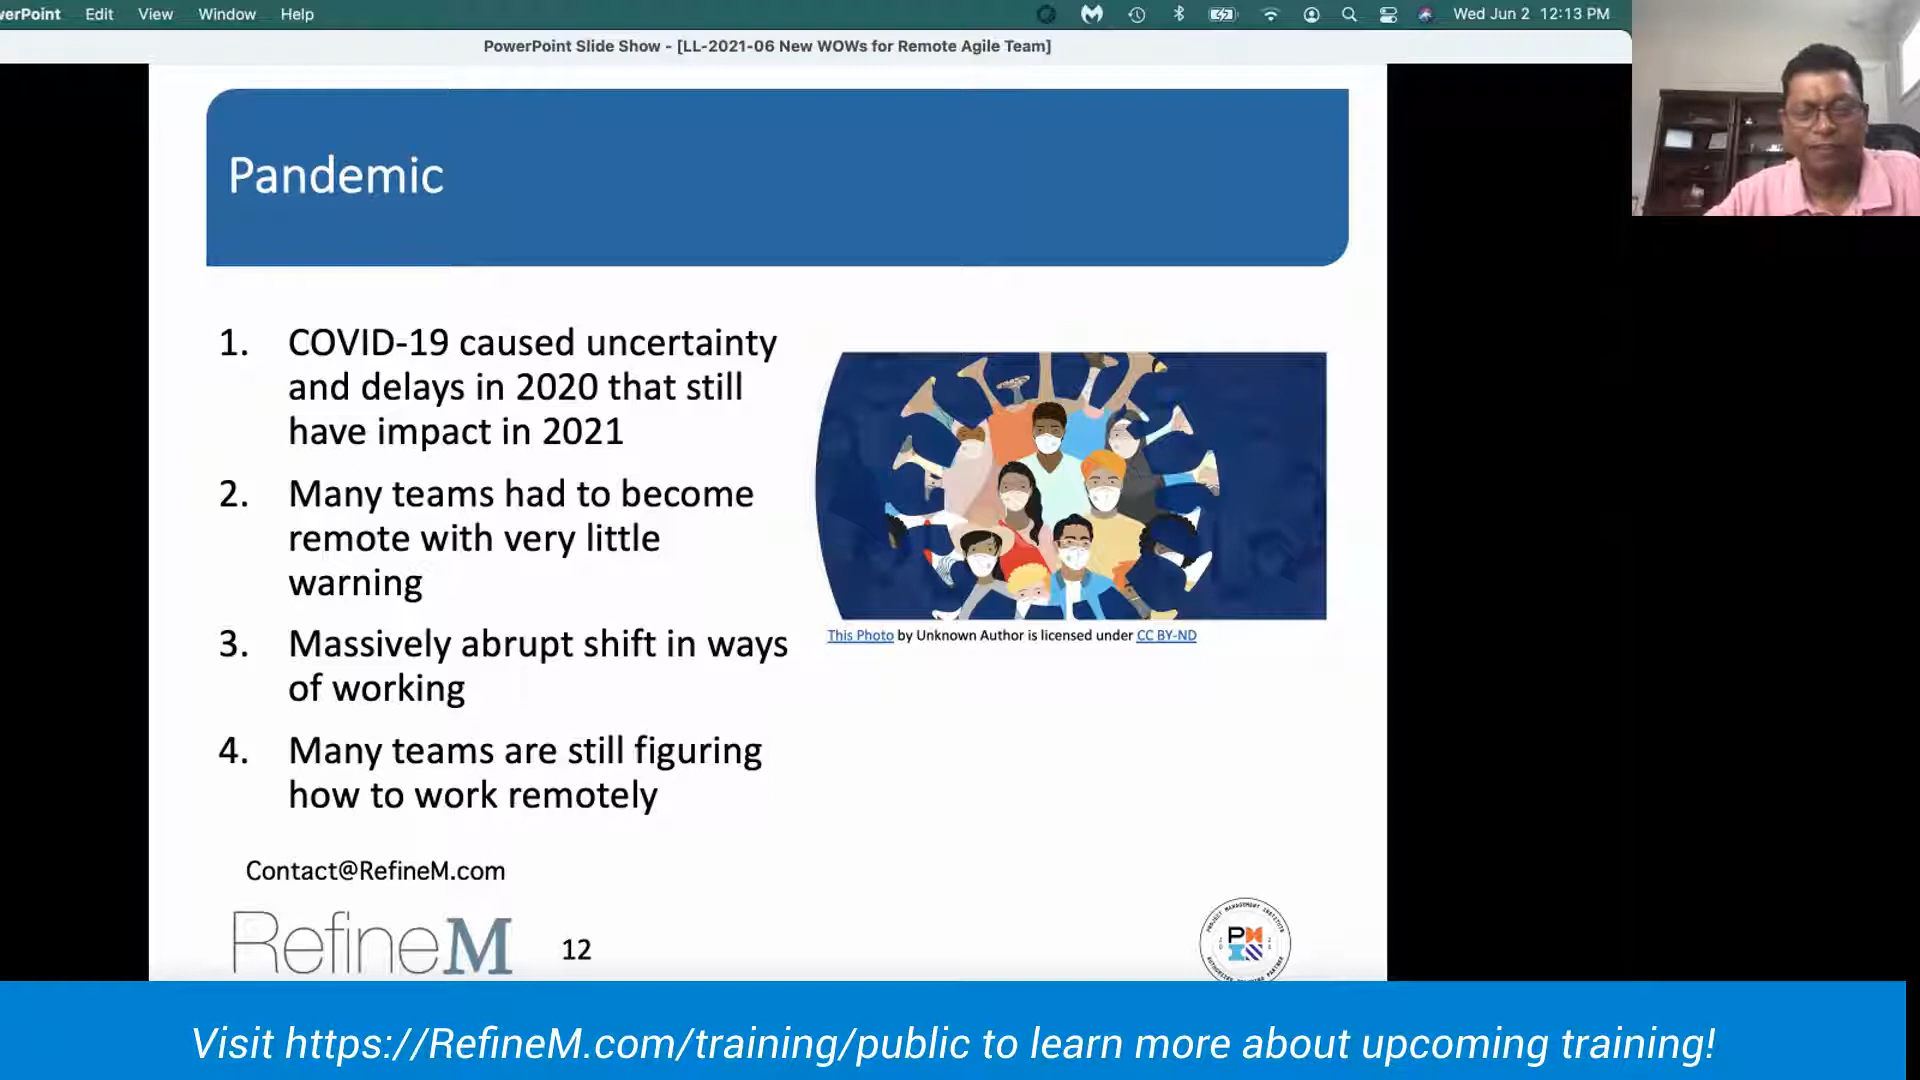 werPoint Edit View Window Help Wed Jun 2 12:13 PM
PowerPoint Slide Show - [LL-2021-06 New WOWs for Remote Agile Team]
Pandemic
1. COVID-19 caused uncertainty
and delays in 2020 that still
have impact in 2021
2. Many teams had to become
remote with very little
warning
3. Massively abrupt shift in ways
of working
4. Many teams are still figuring
how to work remotely
This Photo by Unknown Author is licensed under CC BY-ND
Contact@RefineM.com
RefineM
12
PROJECT MANAGEMENT INSTITUTE
PM
Visit https://RefineM.com/training/public to learn more about upcoming training!